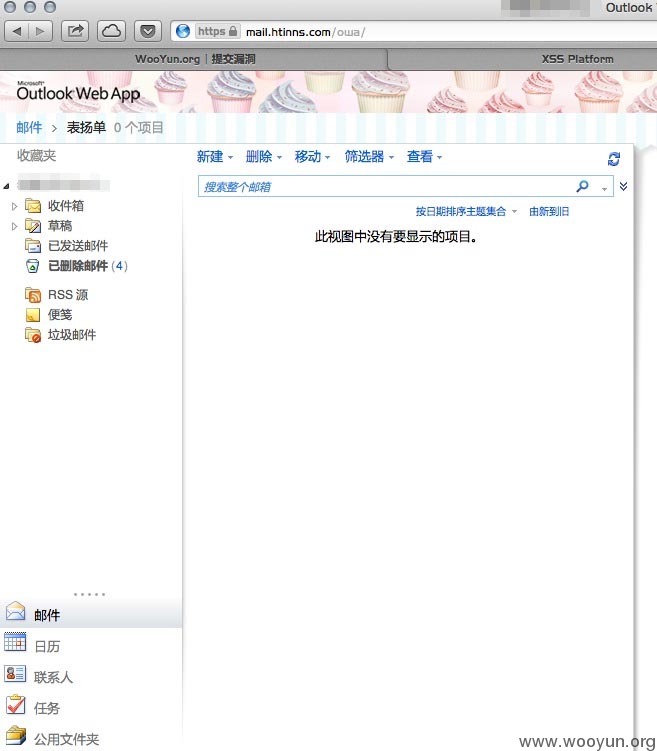 Outlook
https mail.htinns.com/owa/
WooYun.org | 提交漏洞
XSS Platform
Microsoft®
Outlook Web App
邮件 > 表扬单 0 个项目
收藏夹
新建 删除 移动 筛选器 查看
搜索整个邮箱
收件箱
草稿
已发送邮件
已删除邮件 (4)
RSS 源
便笺
垃圾邮件
按日期排序主题集合 由新到旧
此视图中没有要显示的项目。
邮件
日历
联系人
任务
公用文件夹
www.wooyun.org